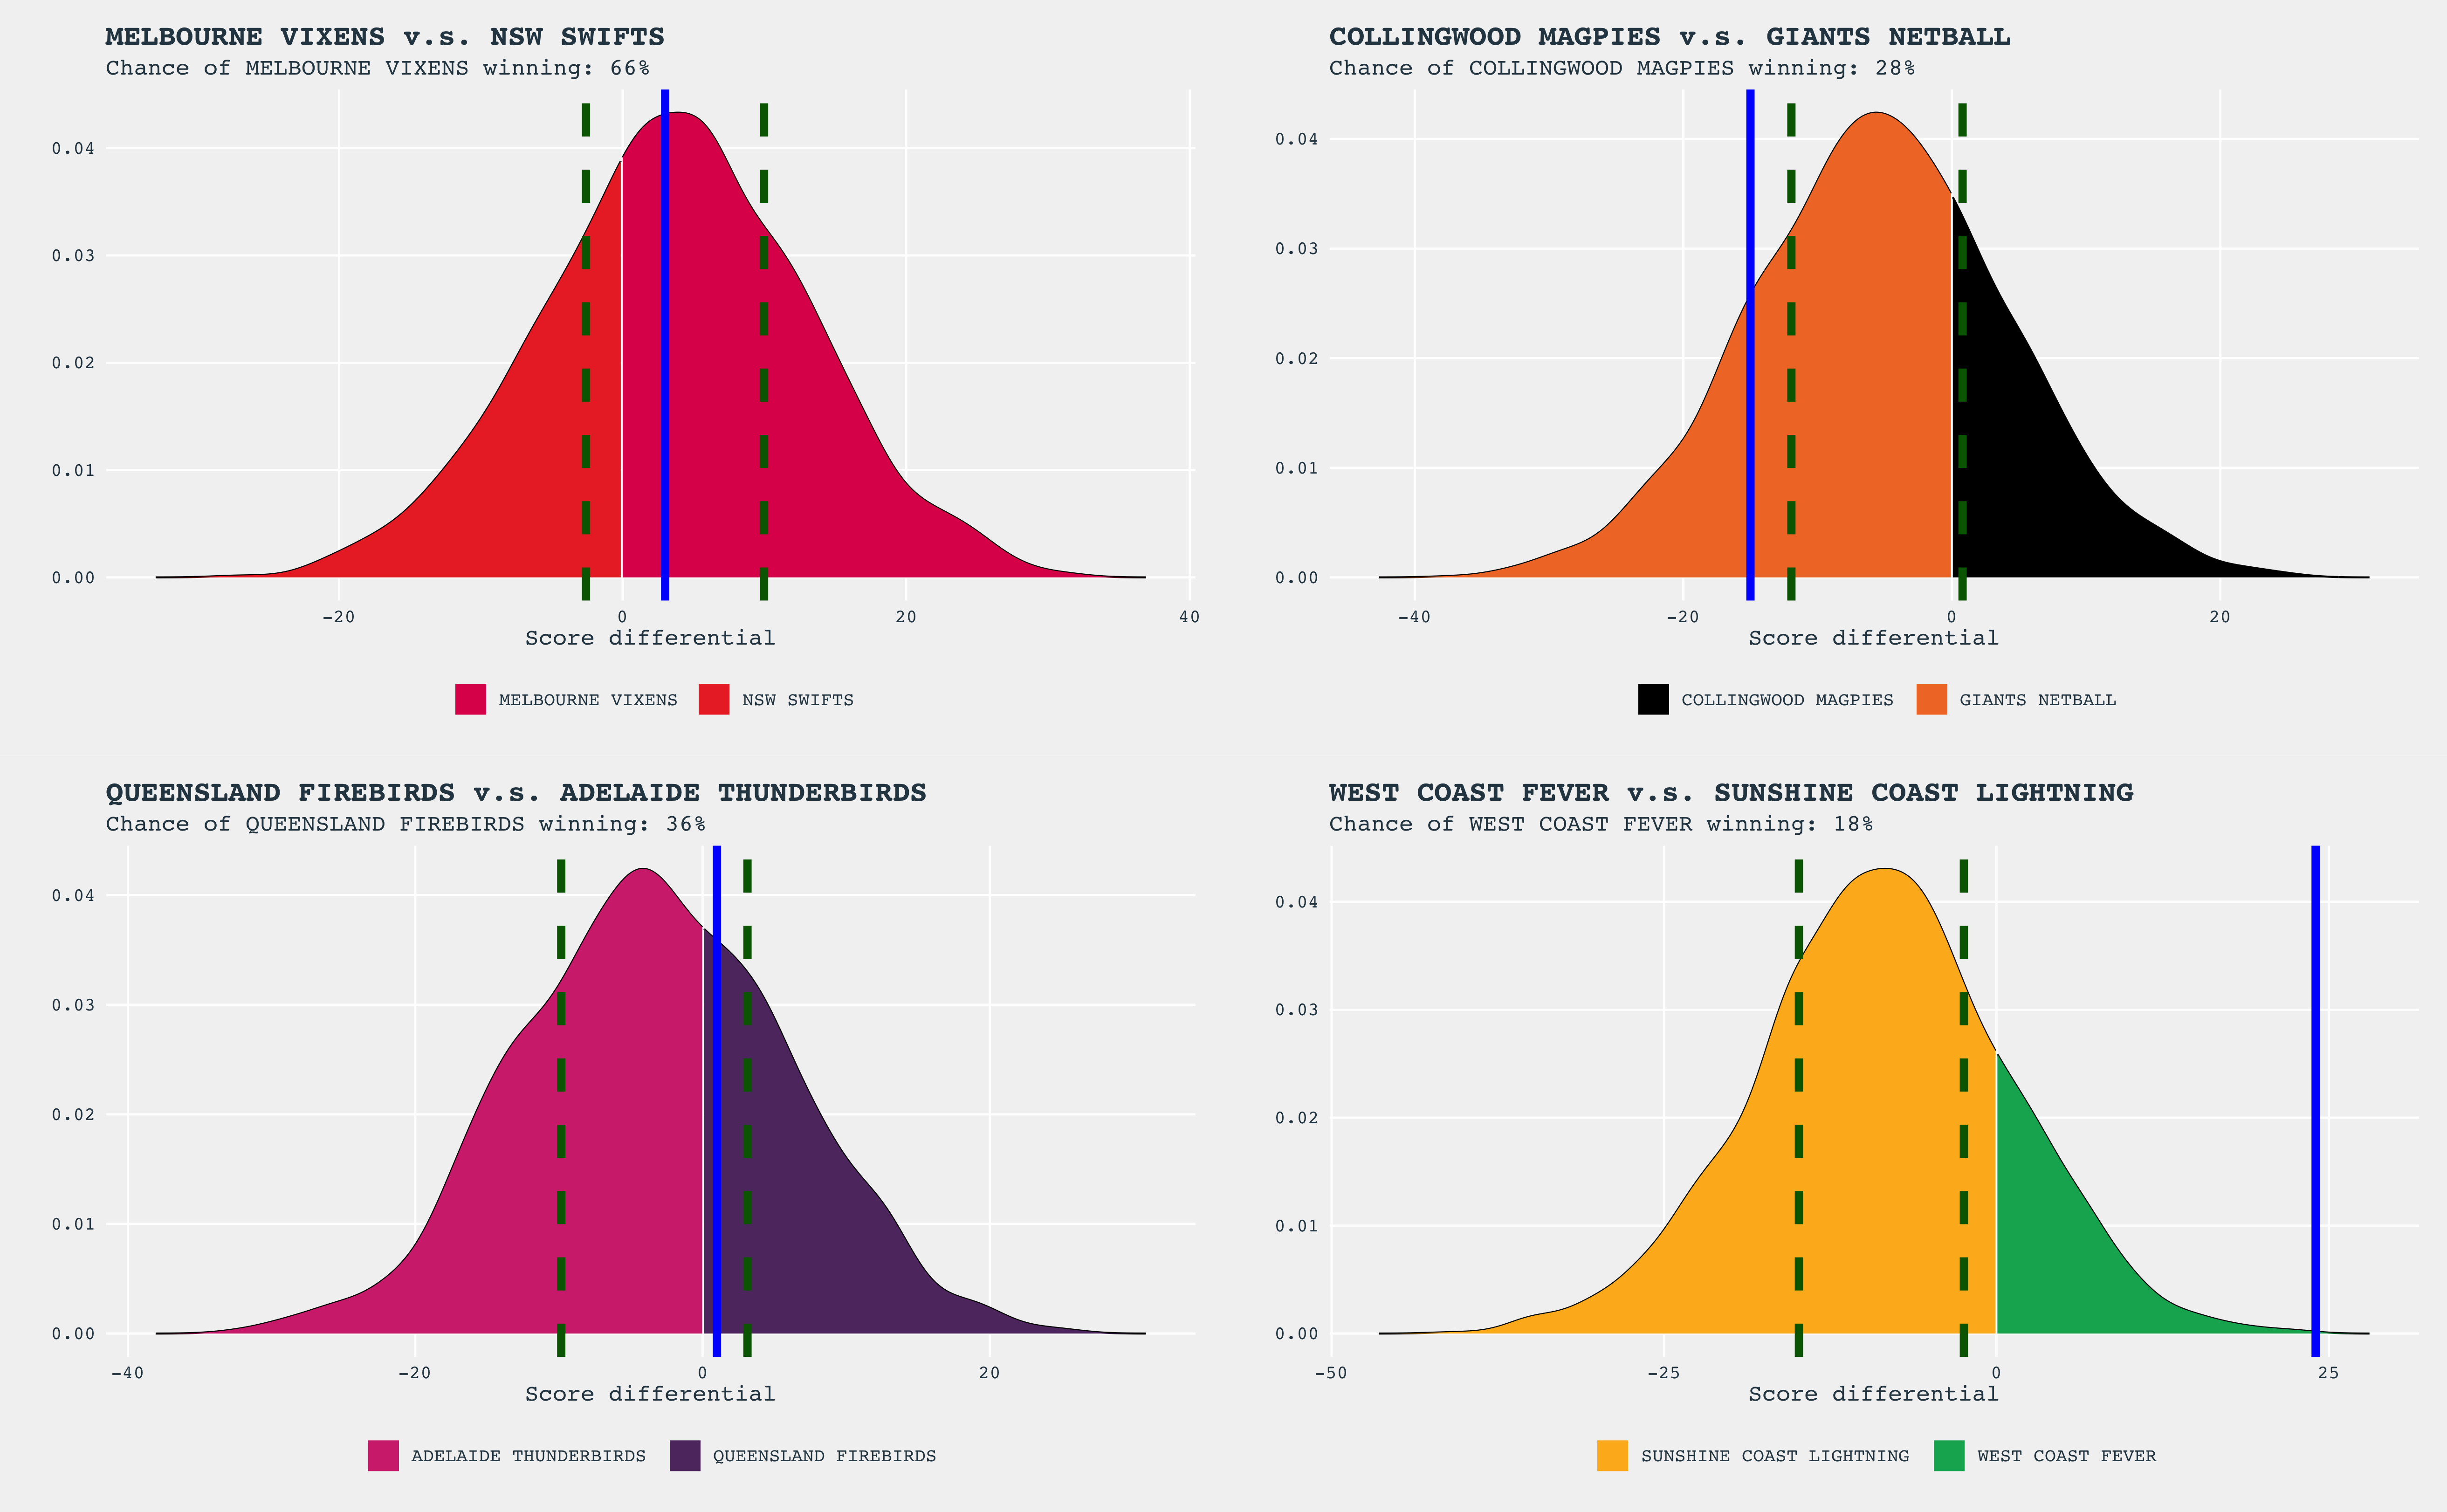 MELBOURNE VIXENS v.s. NSW SWIFTS
Chance of MELBOURNE VIXENS winning: 66%
0.04
0.03
0.02
0.01
0.00
-20 0 20 40
Score differential
MELBOURNE VIXENS NSW SWIFTS
COLLINGWOOD MAGPIES v.s. GIANTS NETBALL
Chance of COLLINGWOOD MAGPIES winning: 28%
0.04
0.03
0.02
0.01
0.00
-40 -20 0 20
Score differential
COLLINGWOOD MAGPIES GIANTS NETBALL
QUEENSLAND FIREBIRDS v.s. ADELAIDE THUNDERBIRDS
Chance of QUEENSLAND FIREBIRDS winning: 36%
0.04
0.03
0.02
0.01
0.00
-40 -20 0 20
Score differential
ADELAIDE THUNDERBIRDS QUEENSLAND FIREBIRDS
WEST COAST FEVER v.s. SUNSHINE COAST LIGHTNING
Chance of WEST COAST FEVER winning: 18%
0.04
0.03
0.02
0.01
0.00
-50 -25 0 25
Score differential
SUNSHINE COAST LIGHTNING WEST COAST FEVER